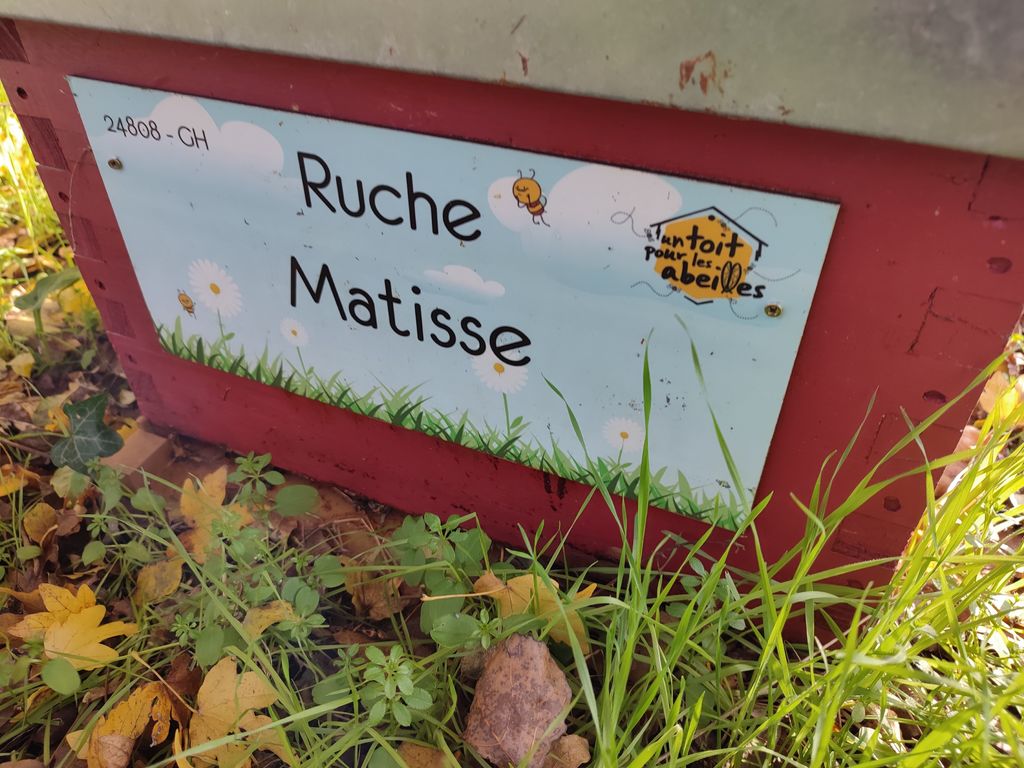 24808 - GH
Ruche
Matisse
un toit
pour les
abeilles